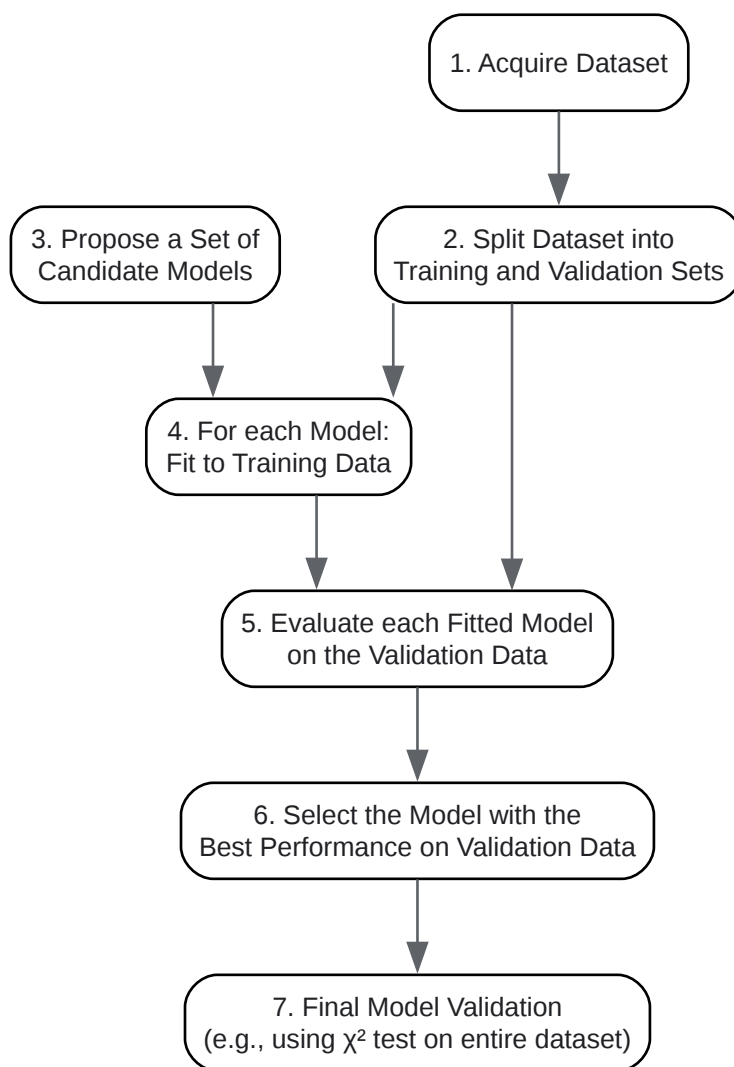 1. Acquire Dataset
2. Split Dataset into
Training and Validation Sets
3. Propose a Set of
Candidate Models
4. For each Model:
Fit to Training Data
5. Evaluate each Fitted Model
on the Validation Data
6. Select the Model with the
Best Performance on Validation Data
7. Final Model Validation
(e.g., using χ² test on entire dataset)